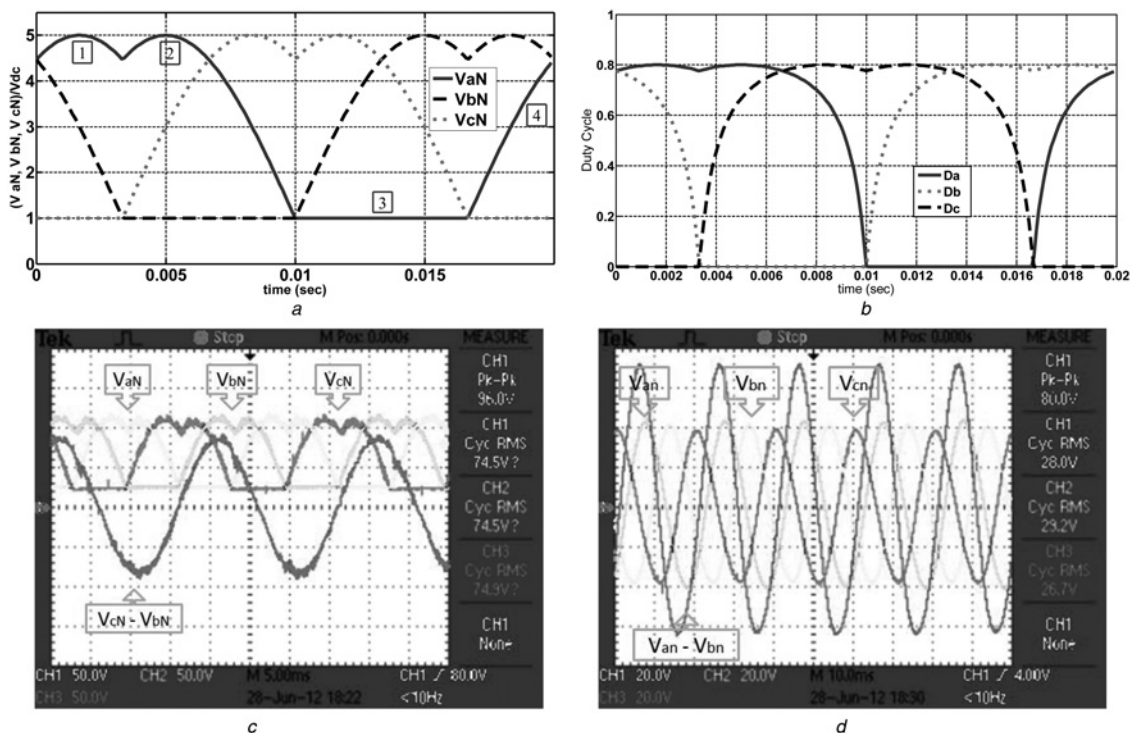 a
b
(V aN, V bN, V cN)/Vdc
5
4
3
2
1
0
1
2
3
4
VaN
VbN
VcN
0
0.005
0.01
0.015
time (sec)
Duty Cycle
1
0.8
0.6
0.4
0.2
0
Da
Db
Dc
0
0.002
0.004
0.006
0.008
0.01
0.012
0.014
0.016
0.018
0.02
time (sec)
a
b
Tek
Stop
M Pos: 0.000s
MEASURE
VaN
VbN
VcN
VcN - VbN
CH1
Pk-Pk
96.0V
CH1
Cyc RMS
74.5V?
CH2
Cyc RMS
74.5V?
CH3
Cyc RMS
74.9V?
CH1
None
CH1 50.0V
CH2 50.0V
M 5.00ms
CH1 / 80.0V
CH3 50.0V
28-Jun-12 18:22
<10Hz
Tek
Stop
M Pos: 0.000s
MEASURE
Van
Vbn
Vcn
Van - Vbn
CH1
Pk-Pk
80.0V
CH1
Cyc RMS
28.0V
CH2
Cyc RMS
29.2V
CH3
Cyc RMS
26.7V
CH1
None
CH1 20.0V
CH2 20.0V
M 10.0ms
CH1 / 4.00V
CH3 20.0V
28-Jun-12 18:30
<10Hz
c
d